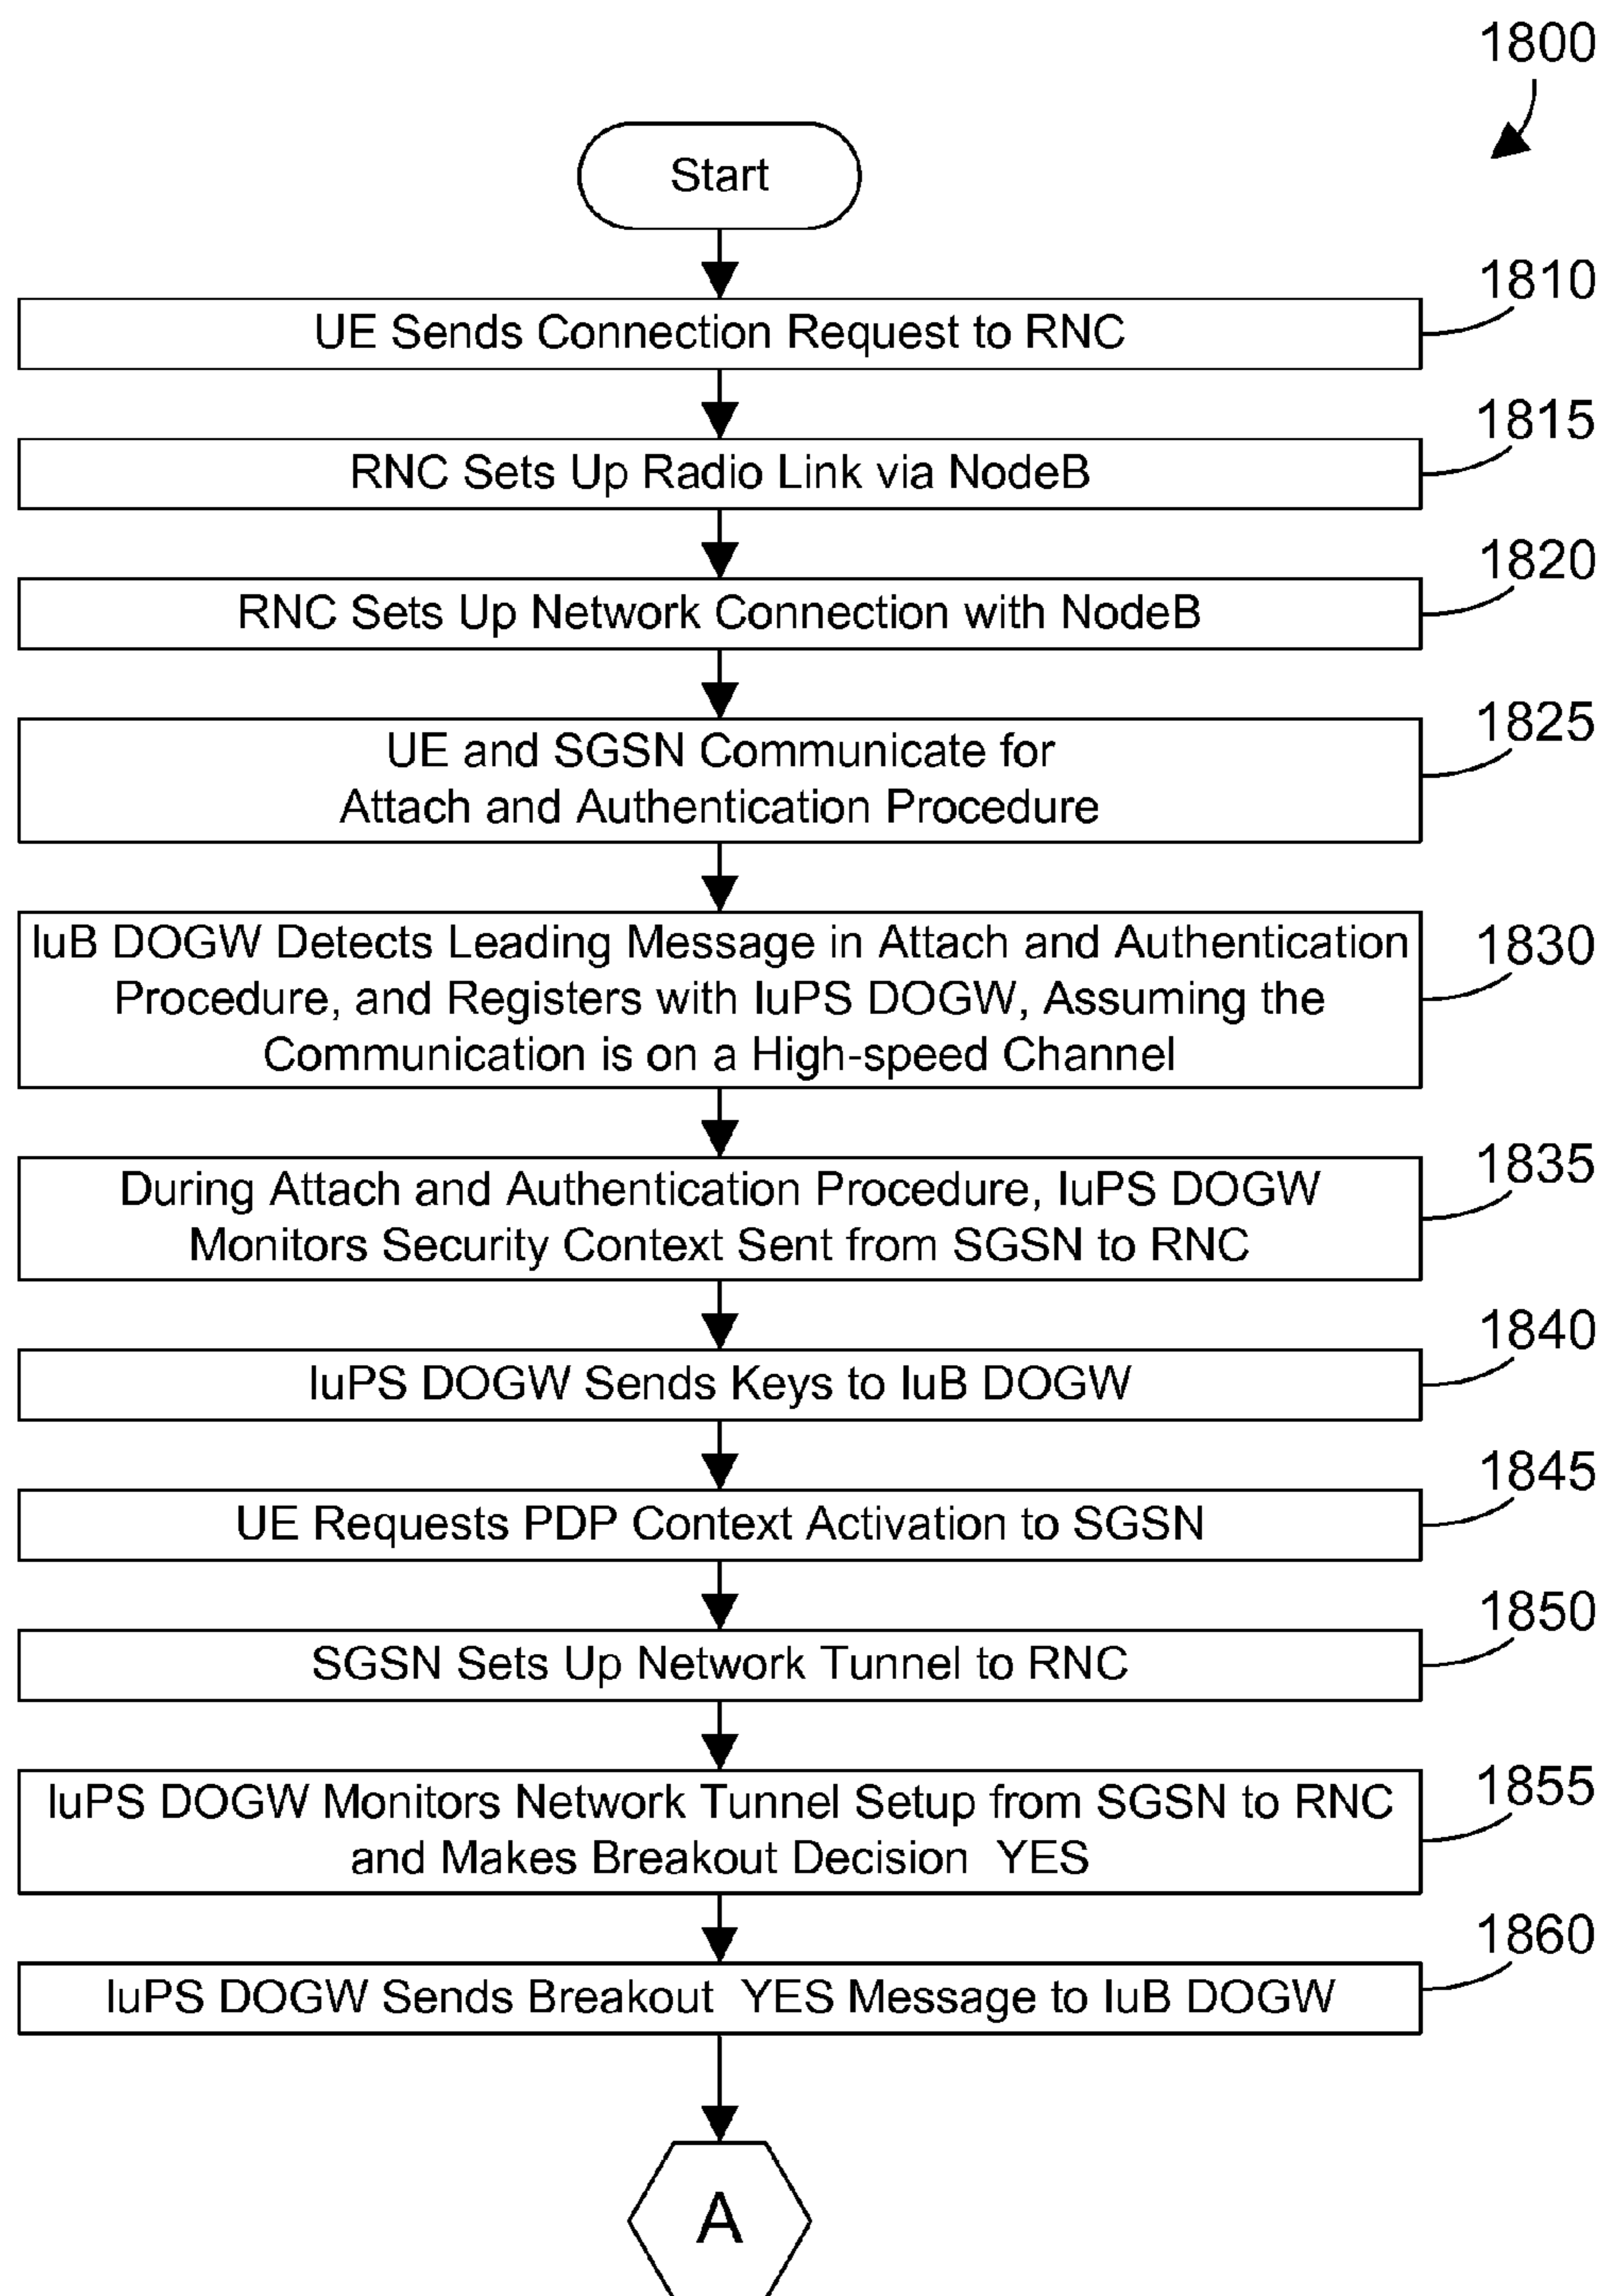 1800
Start
1810
UE Sends Connection Request to RNC
1815
RNC Sets Up Radio Link via NodeB
1820
RNC Sets Up Network Connection with NodeB
1825
UE and SGSN Communicate for
Attach and Authentication Procedure
1830
IuB DOGW Detects Leading Message in Attach and Authentication
Procedure, and Registers with IuPS DOGW, Assuming the
Communication is on a High-speed Channel
1835
During Attach and Authentication Procedure, IuPS DOGW
Monitors Security Context Sent from SGSN to RNC
1840
IuPS DOGW Sends Keys to IuB DOGW
1845
UE Requests PDP Context Activation to SGSN
1850
SGSN Sets Up Network Tunnel to RNC
1855
IuPS DOGW Monitors Network Tunnel Setup from SGSN to RNC
and Makes Breakout Decision YES
1860
IuPS DOGW Sends Breakout YES Message to IuB DOGW
A